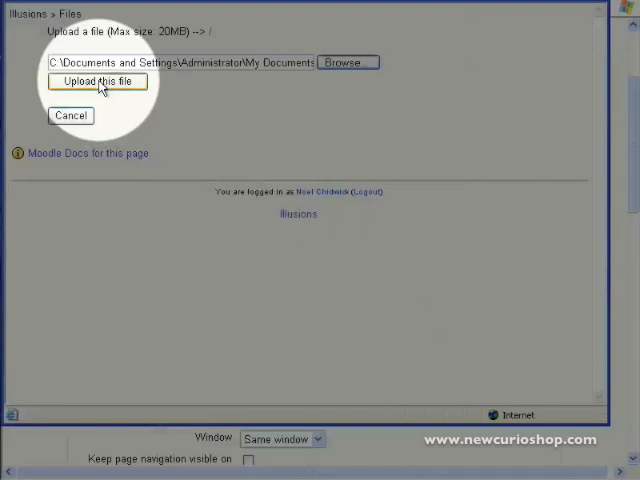 Illusions » Files
Upload a file (Max size: 20MB) --> /
C:\Documents and Settings\Administrator\My Documents Browse...
Upload this file
Cancel
Moodle Docs for this page
You are logged in as Noel Chidwick (Logout)
Illusions
Internet
Window Same window
www.newcurioshop.com
Keep page navigation visible on